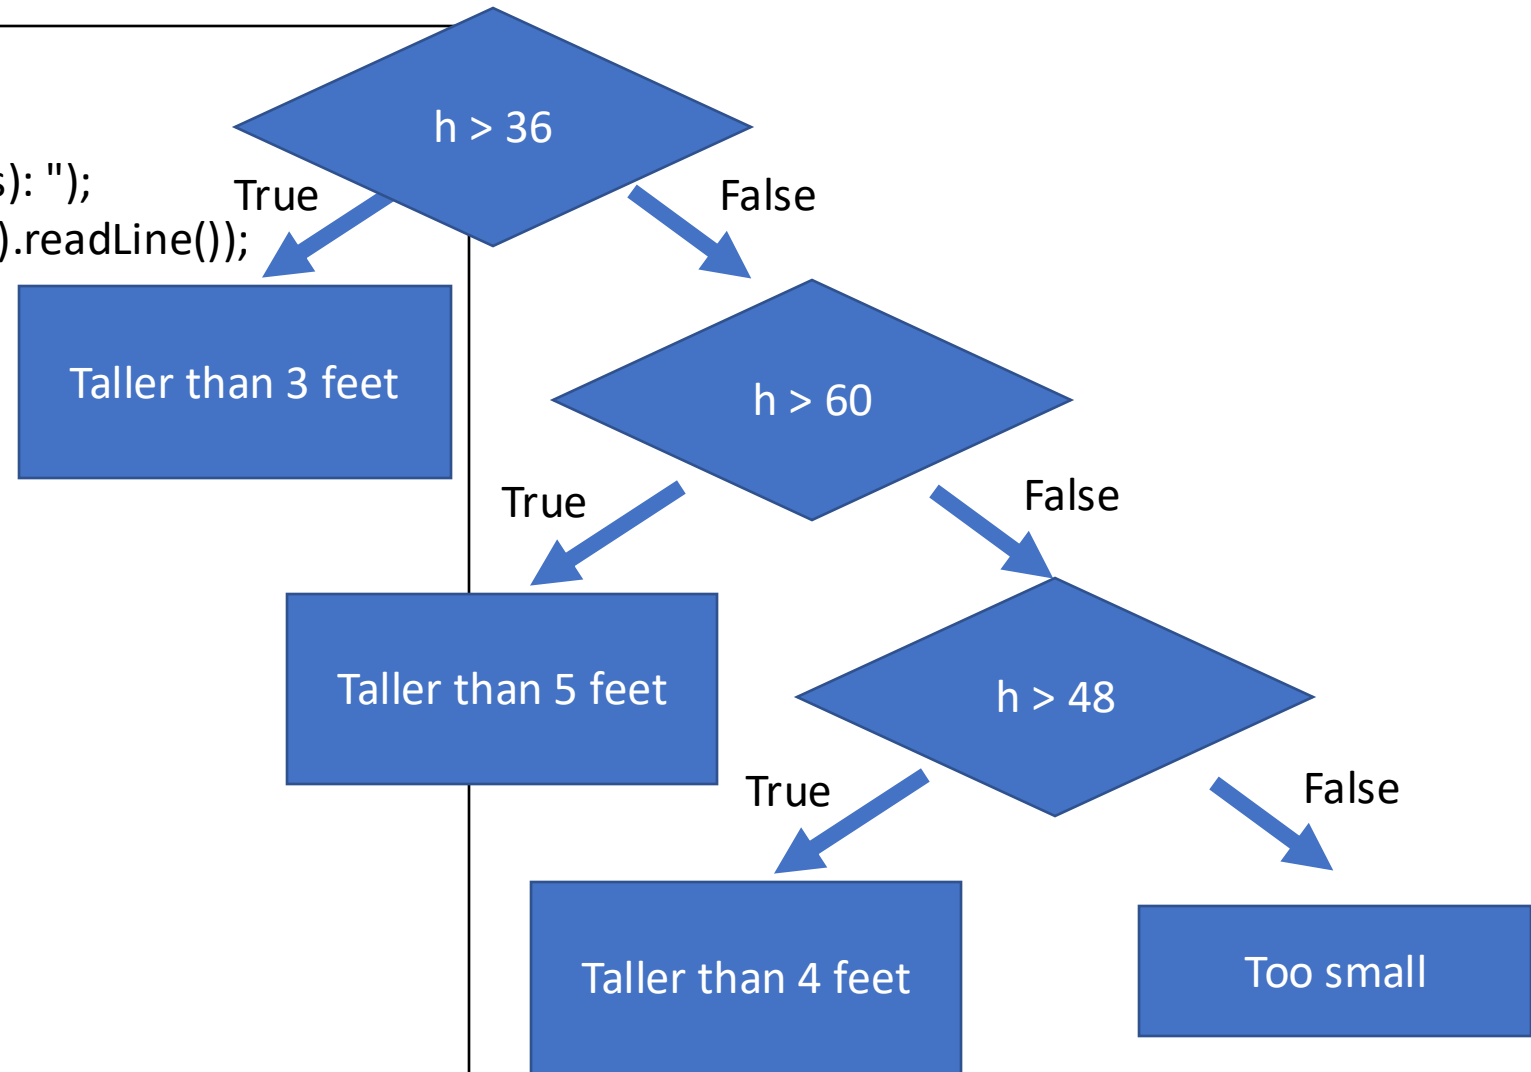 h > 36
s): ");
True
False
).readLine());
Taller than 3 feet
h > 60
True
False
Taller than 5 feet
h > 48
True
False
Taller than 4 feet
Too small